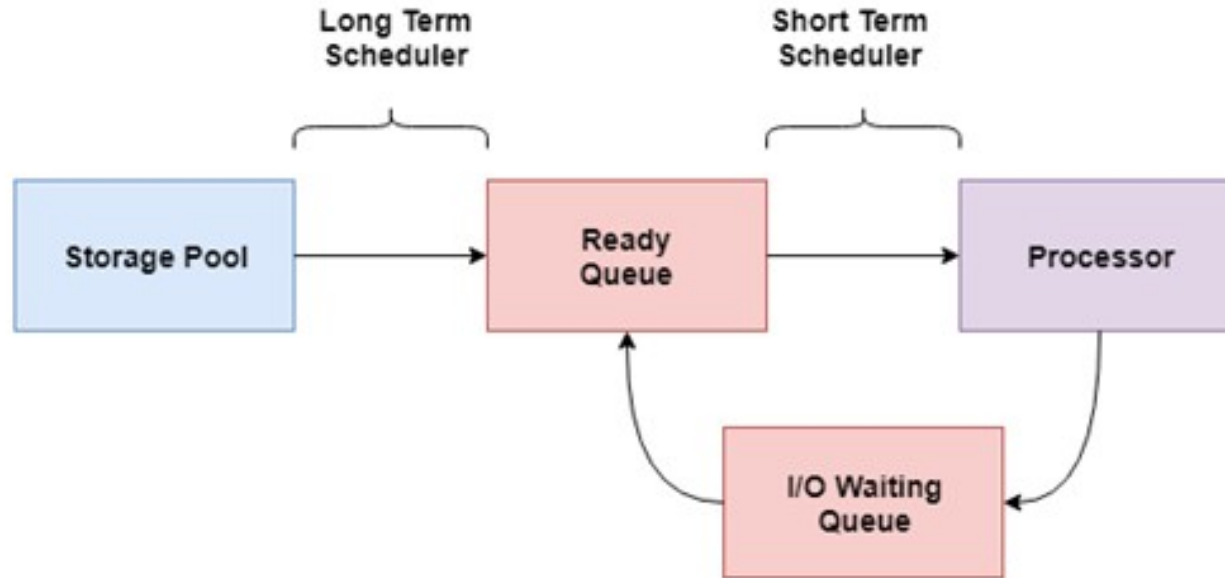 Long Term
Scheduler
Short Term
Scheduler
Storage Pool
Ready
Queue
Processor
I/O Waiting
Queue